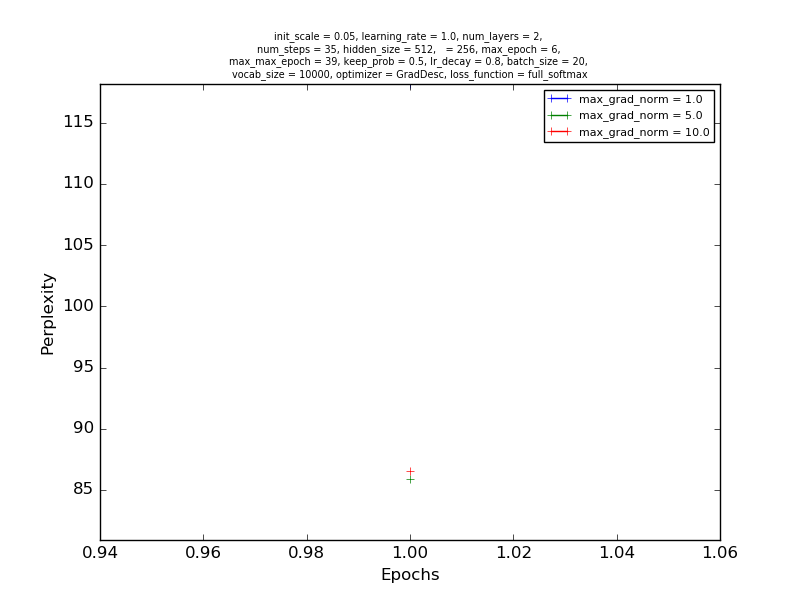 init_scale = 0.05, learning_rate = 1.0, num_layers = 2,
num_steps = 35, hidden_size = 512,   = 256, max_epoch = 6,
max_max_epoch = 39, keep_prob = 0.5, lr_decay = 0.8, batch_size = 20,
vocab_size = 10000, optimizer = GradDesc, loss_function = full_softmax
max_grad_norm = 1.0
max_grad_norm = 5.0
max_grad_norm = 10.0
115
110
105
100
95
90
85
Perplexity
0.94 0.96 0.98 1.00 1.02 1.04 1.06
Epochs